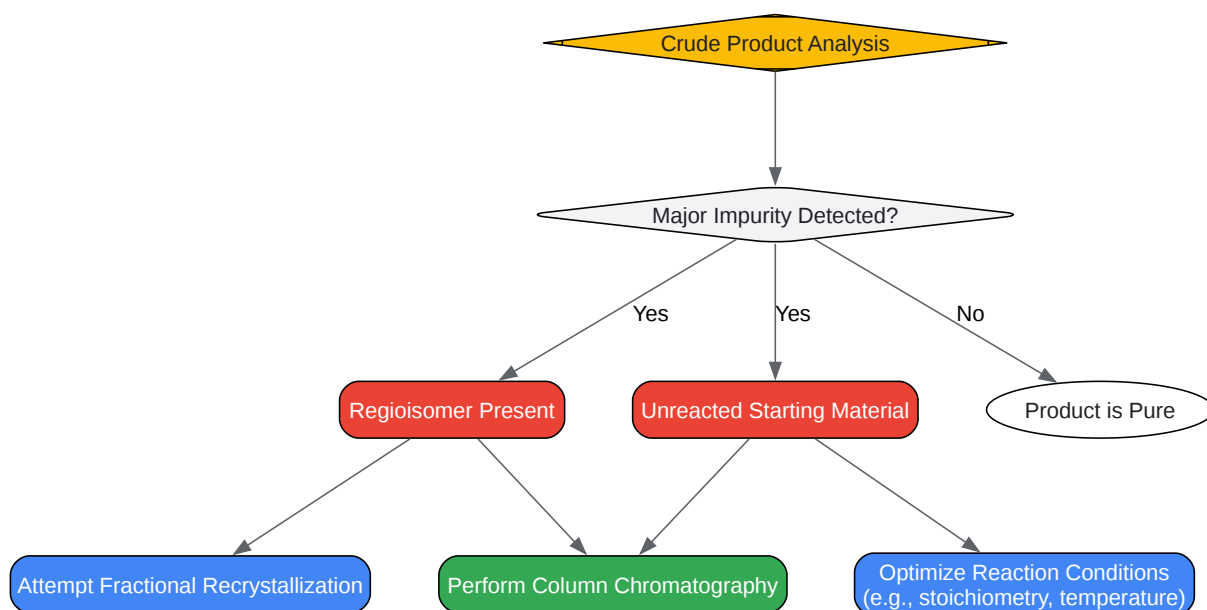 Crude Product Analysis
Major Impurity Detected?
Yes
Yes
No
Regioisomer Present
Unreacted Starting Material
Product is Pure
Attempt Fractional Recrystallization
Perform Column Chromatography
Optimize Reaction Conditions
(e.g., stoichiometry, temperature)